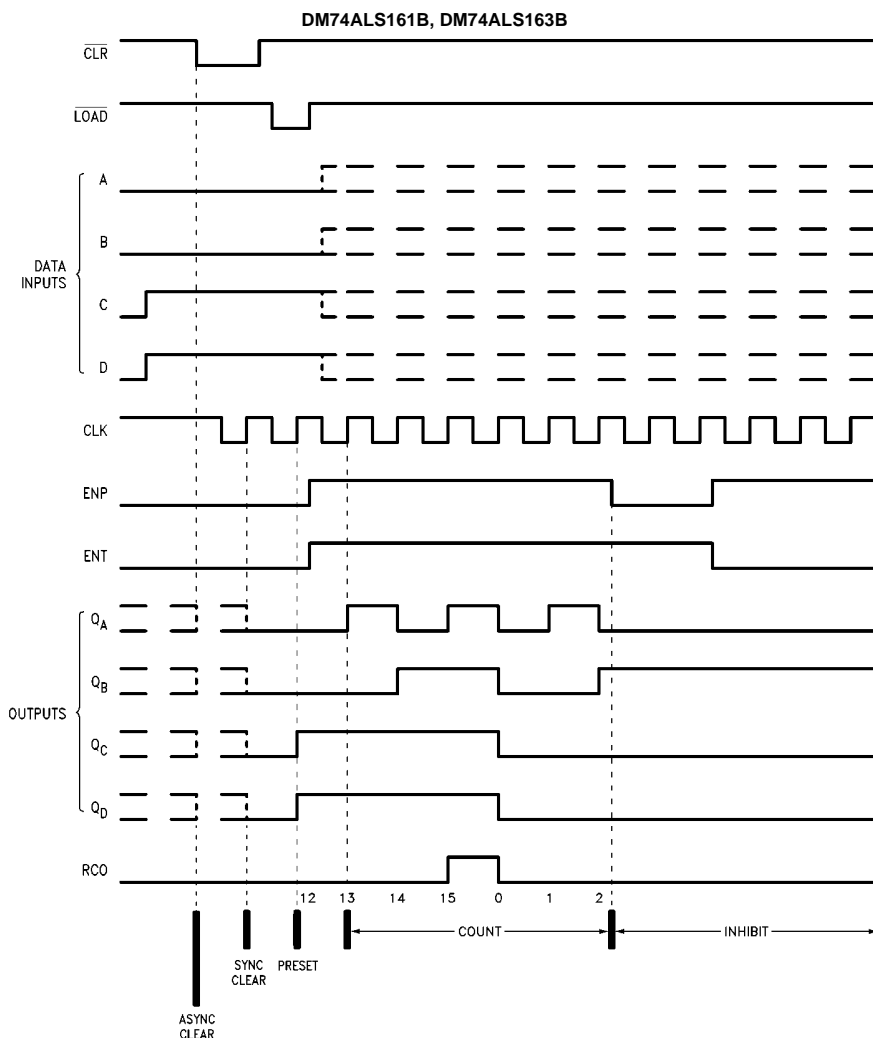 DM74ALS161B, DM74ALS163B
CLR
LOAD
A
B
DATA
INPUTS
C
D
CLK
ENP
ENT
QA
QB
OUTPUTS
QC
QD
RCO
12 13 14 15 0 1 2
COUNT
INHIBIT
SYNC
CLEAR
PRESET
ASYNC
CLEAR